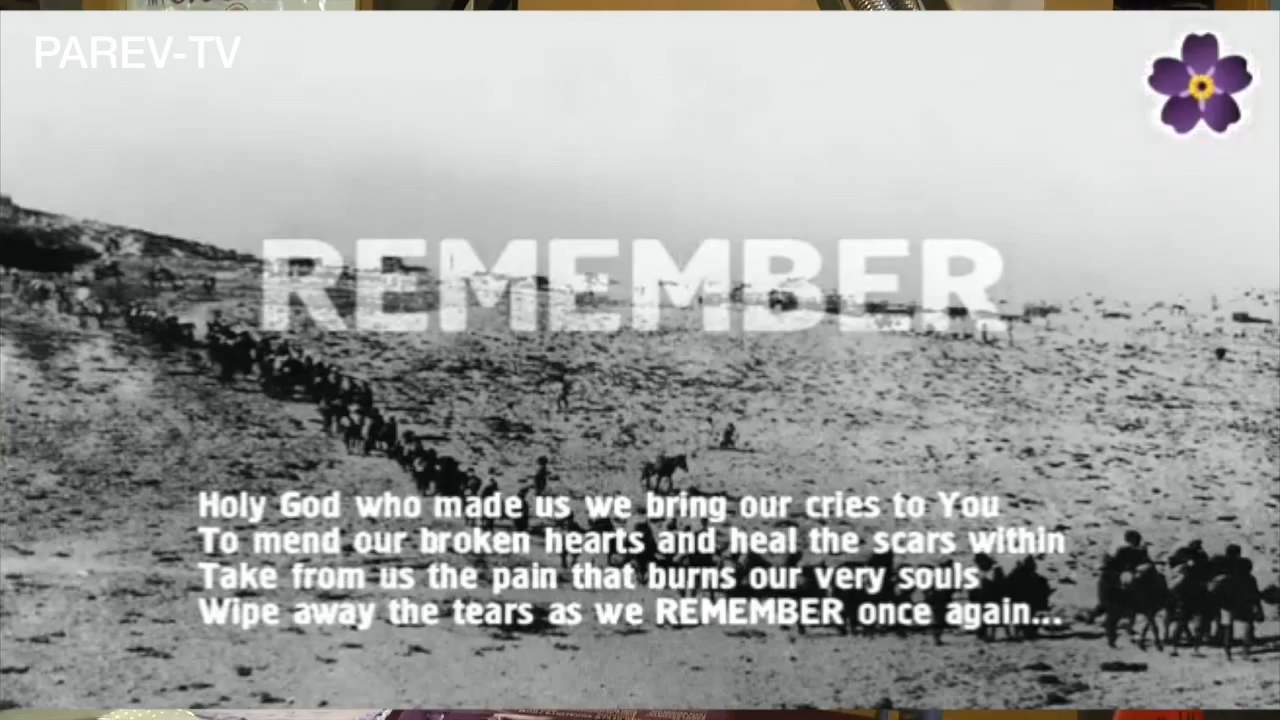 PAREV-TV
REMEMBER
Holy God who made us we bring our cries to You
To mend our broken hearts and heal the scars within
Take from us the pain that burns our very souls
Wipe away the tears as we REMEMBER once again...